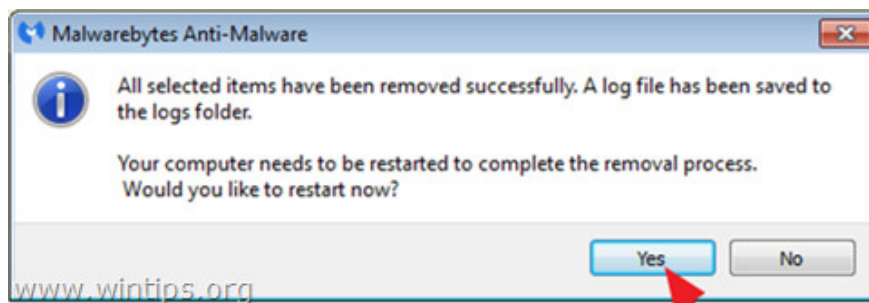 Malwarebytes Anti-Malware
All selected items have been removed successfully. A log file has been saved to
the logs folder.
Your computer needs to be restarted to complete the removal process.
Would you like to restart now?
Yes No
www.wintips.org